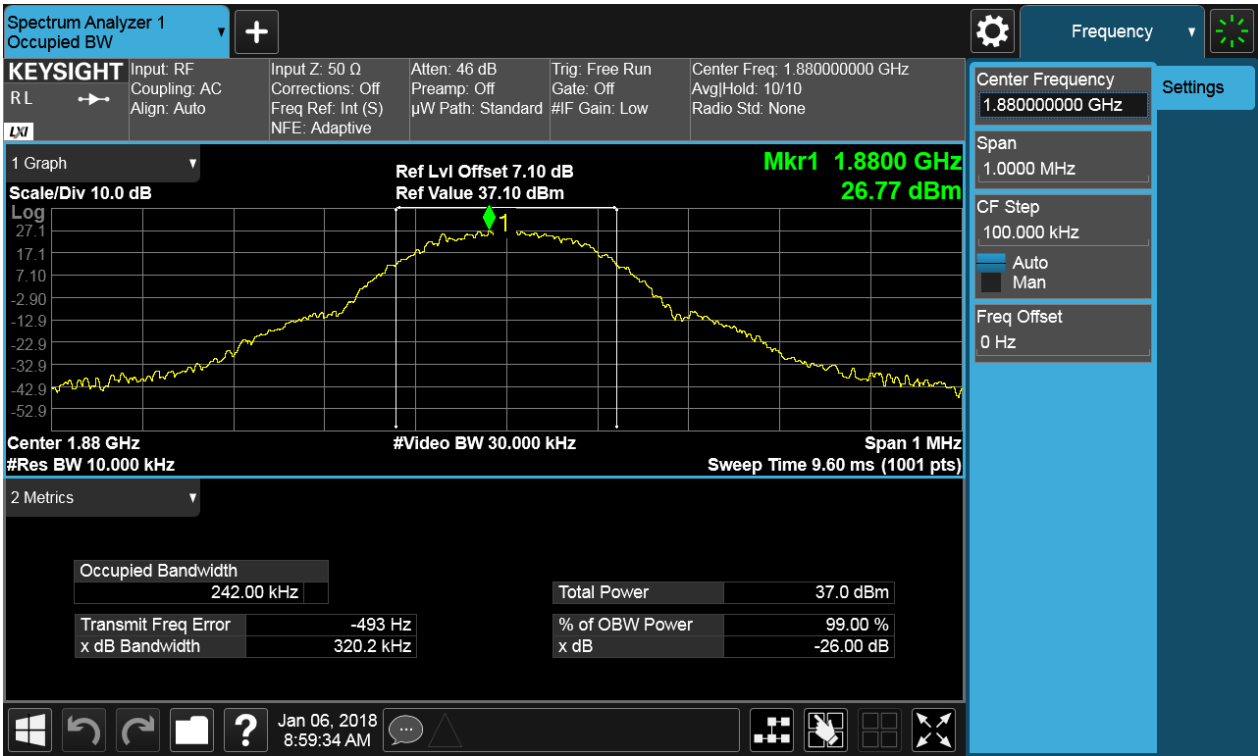 Spectrum Analyzer 1
Occupied BW
+
Frequency
KEYSIGHT
R L
LXI
Input: RF
Coupling: AC
Align: Auto
Input Z: 50 Ω
Corrections: Off
Freq Ref: Int (S)
NFE: Adaptive
Atten: 46 dB
Preamp: Off
µW Path: Standard
Trig: Free Run
Gate: Off
#IF Gain: Low
Center Freq: 1.880000000 GHz
Avg|Hold: 10/10
Radio Std: None
Center Frequency
1.880000000 GHz
Settings
Span
1.0000 MHz
CF Step
100.000 kHz
Auto
Man
Freq Offset
0 Hz
1 Graph
Scale/Div 10.0 dB
Ref Lvl Offset 7.10 dB
Ref Value 37.10 dBm
Mkr1 1.8800 GHz
26.77 dBm
Log
27.1
17.1
7.10
-2.90
-12.9
-22.9
-32.9
-42.9
-52.9
1
Center 1.88 GHz
#Video BW 30.000 kHz
Span 1 MHz
#Res BW 10.000 kHz
Sweep Time 9.60 ms (1001 pts)
2 Metrics
Occupied Bandwidth
242.00 kHz
Total Power 37.0 dBm
Transmit Freq Error -493 Hz
% of OBW Power 99.00 %
x dB Bandwidth 320.2 kHz
x dB -26.00 dB
?
Jan 06, 2018
8:59:34 AM